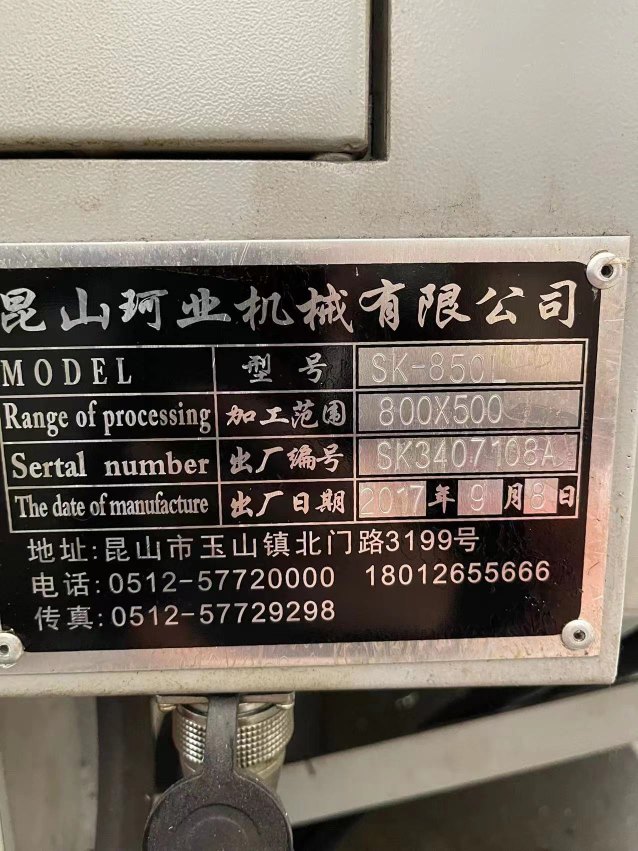 昆山珂业机械有限公司
MODEL 型号 SK-850L
Range of processing 加工范围 800X500
Sertal number 出厂编号 SK3407108A
The date of manufacture 出厂日期 2017年9月8日
地址:昆山市玉山镇北门路3199号
电话:0512-57720000 18012655666
传真:0512-57729298